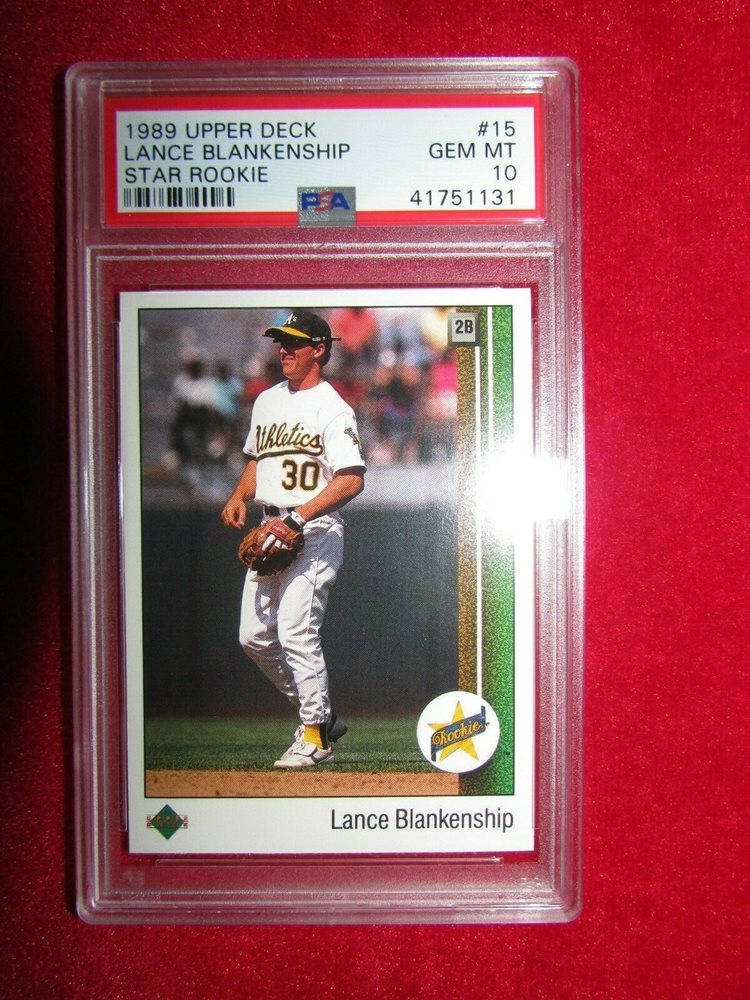 1989 UPPER DECK #15
LANCE BLANKENSHIP GEM MT
STAR ROOKIE 10
PSA 41751131
A's
2B
Athletics
30
Rookie
Lance Blankenship